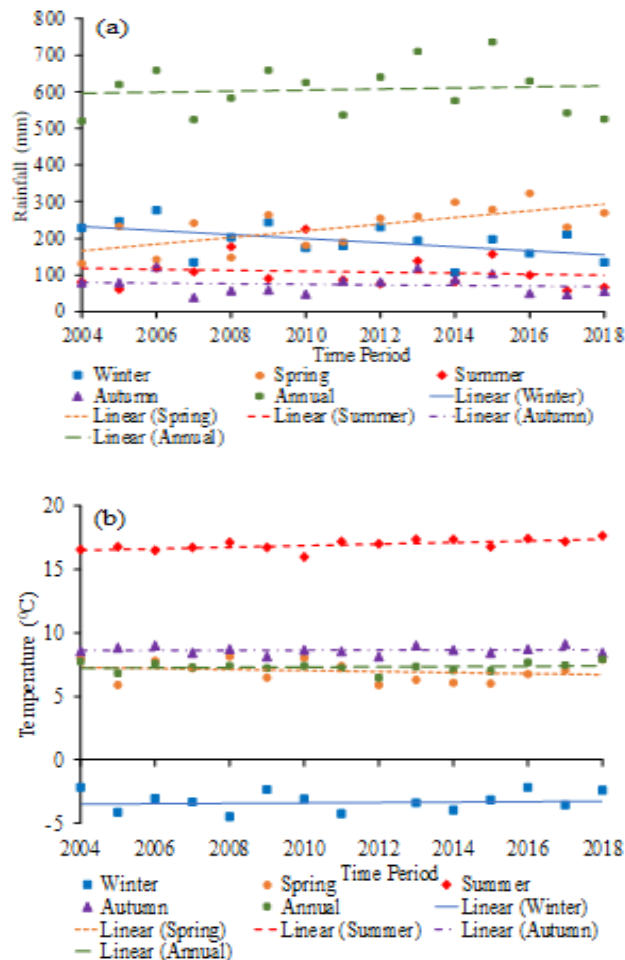 (a)
800
700
600
500
400
300
200
100
0
Rainfall (mm)
2004 2006 2008 2010 2012 2014 2016 2018
Time Period
Winter Spring Summer
Autumn Annual Linear (Winter)
Linear (Spring) Linear (Summer) Linear (Autumn)
Linear (Annual)
(b)
20
15
10
5
0
-5
Temperature (⁰C)
2004 2006 2008 2010 2012 2014 2016 2018
Time Period
Winter Spring Summer
Autumn Annual Linear (Winter)
Linear (Spring) Linear (Summer) Linear (Autumn)
Linear (Annual)